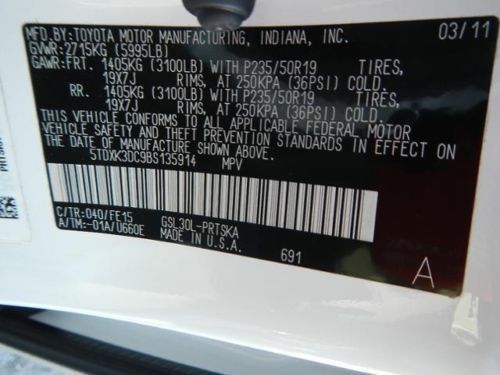 MFD.BY:TOYOTA MOTOR MANUFACTURING, INDIANA, INC. 03/11
GVWR:2715KG (5995LB)
GAWR:FRT. 1405KG (3100LB) WITH P235/50R19 TIRES,
19X7J RIMS, AT 250KPA (36PSI) COLD.
RR. 1405KG (3100LB) WITH P235/50R19 TIRES,
19X7J RIMS, AT 250KPA (36PSI) COLD.
THIS VEHICLE CONFORMS TO ALL APPLICABLE FEDERAL MOTOR
VEHICLE SAFETY AND THEFT PREVENTION STANDARDS IN EFFECT ON
THE DATE OF MANUFACTURE SHOWN ABOVE.
5TDXK3DC9BS135914 MPV
C/TR:040/FE15 GSL30L-PRTSKA
A/TM:-01A/U660E MADE IN U.S.A.
691
A